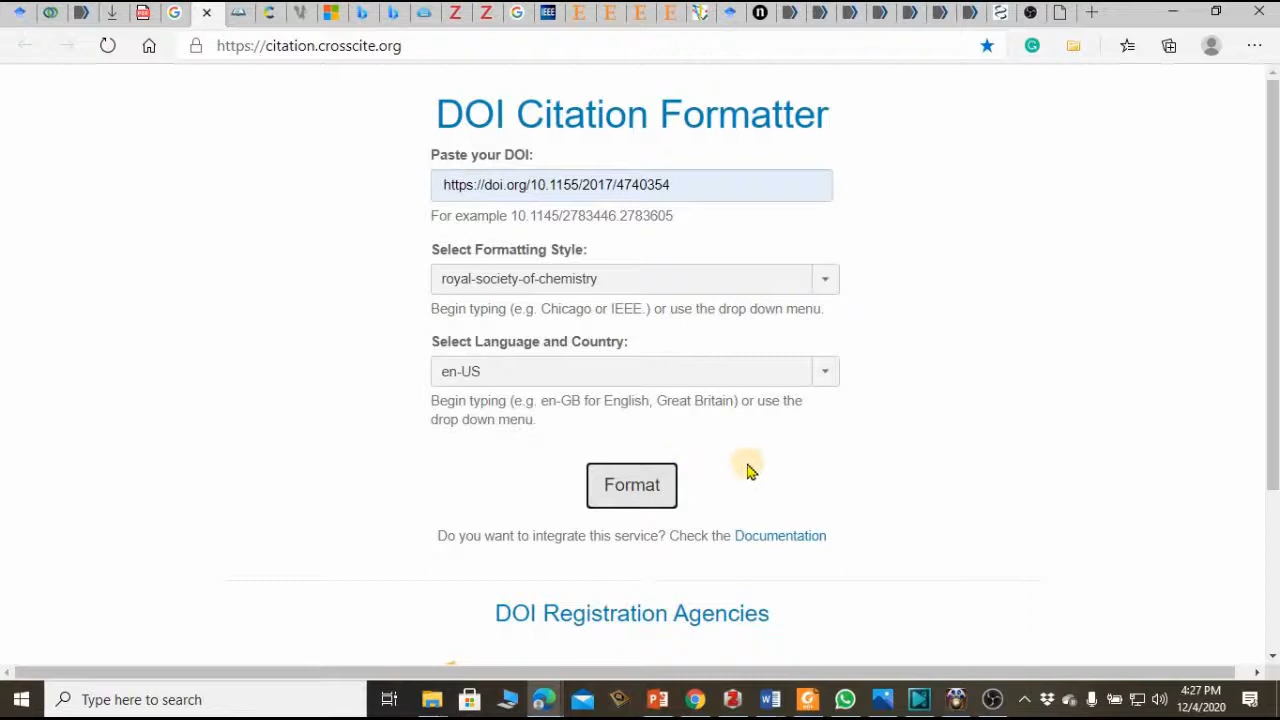 https://citation.crosscite.org
DOI Citation Formatter
Paste your DOI:
https://doi.org/10.1155/2017/4740354
For example 10.1145/2783446.2783605
Select Formatting Style:
royal-society-of-chemistry
Begin typing (e.g. Chicago or IEEE.) or use the drop down menu.
Select Language and Country:
en-US
Begin typing (e.g. en-GB for English, Great Britain) or use the
drop down menu.
Format
Do you want to integrate this service? Check the Documentation
DOI Registration Agencies
Type here to search
4:27 PM
12/4/2020